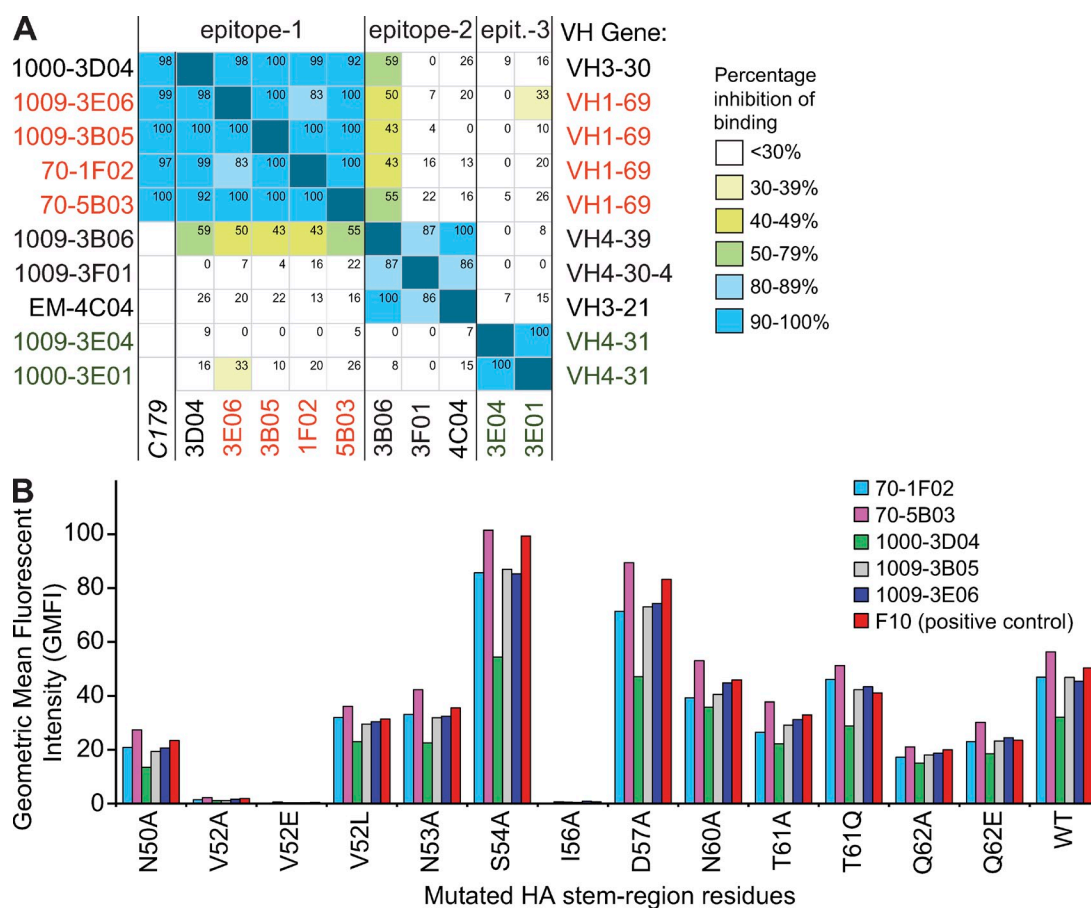 A
epitope-1 epitope-2 epit.-3 VH Gene:
1000-3D04 98 98 100 99 92 59 0 26 9 16 VH3-30
1009-3E06 99 98 100 83 100 50 7 20 0 33 VH1-69
1009-3B05 100 100 100 100 100 43 4 0 0 10 VH1-69
70-1F02 97 99 83 100 100 43 16 13 0 20 VH1-69
70-5B03 100 92 100 100 100 55 22 16 5 26 VH1-69
1009-3B06 59 50 43 43 55 87 100 0 8 VH4-39
1009-3F01 0 7 4 16 22 87 86 0 0 VH4-30-4
EM-4C04 26 20 22 13 16 100 86 7 15 VH3-21
1009-3E04 9 0 0 0 5 0 0 7 100 VH4-31
1000-3E01 16 33 10 20 26 8 0 15 100 VH4-31
C179 3D04 3E06 3B05 1F02 5B03 3B06 3F01 4C04 3E04 3E01
Percentage
inhibition of
binding
<30%
30-39%
40-49%
50-79%
80-89%
90-100%
B
Geometric Mean Fluorescent
Intensity (GMFI)
100
80
60
40
20
0
70-1F02
70-5B03
1000-3D04
1009-3B05
1009-3E06
F10 (positive control)
N50A V52A V52E V52L N53A S54A I56A D57A N60A T61A T61Q Q62A Q62E WT
Mutated HA stem-region residues